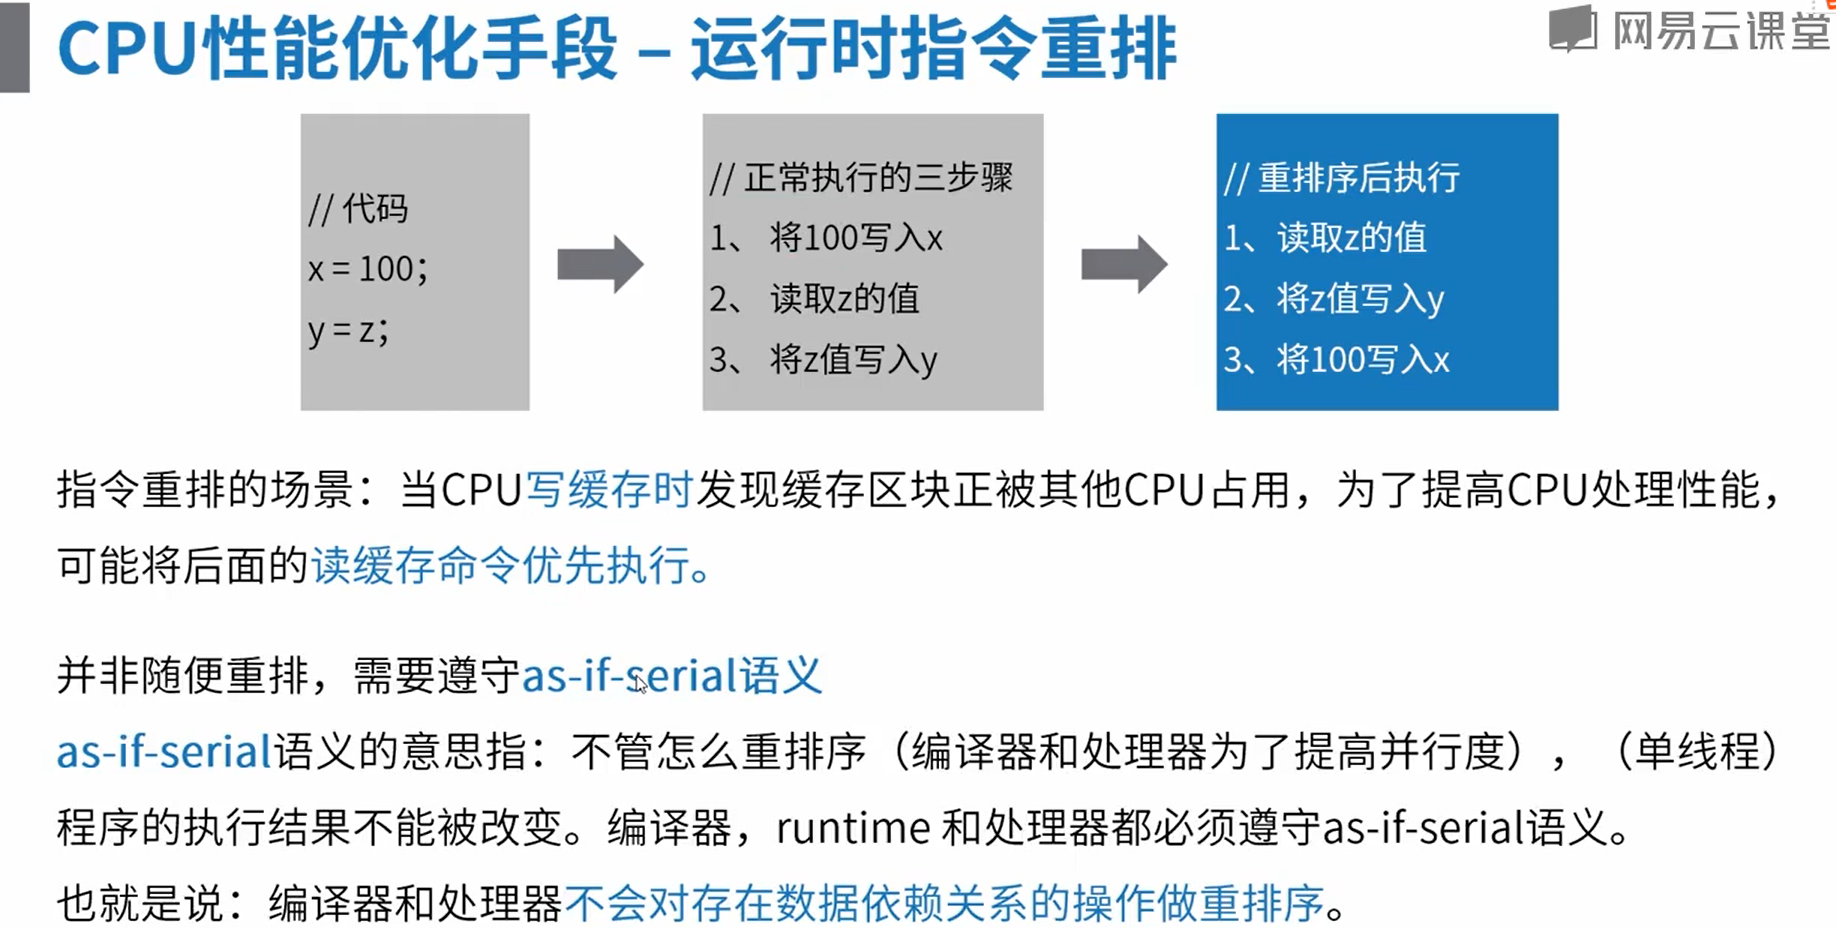 CPU性能优化手段 – 运行时指令重排
网易云课堂
// 代码
x = 100；
y = z；
// 正常执行的三步骤
1、 将100写入x
2、 读取z的值
3、 将z值写入y
// 重排序后执行
1、读取z的值
2、将z值写入y
3、将100写入x
指令重排的场景：当CPU写缓存时发现缓存区块正被其他CPU占用，为了提高CPU处理性能，
可能将后面的读缓存命令优先执行。
并非随便重排，需要遵守as-if-serial语义
as-if-serial语义的意思指：不管怎么重排序（编译器和处理器为了提高并行度），（单线程）
程序的执行结果不能被改变。编译器，runtime 和处理器都必须遵守as-if-serial语义。
也就是说：编译器和处理器不会对存在数据依赖关系的操作做重排序。